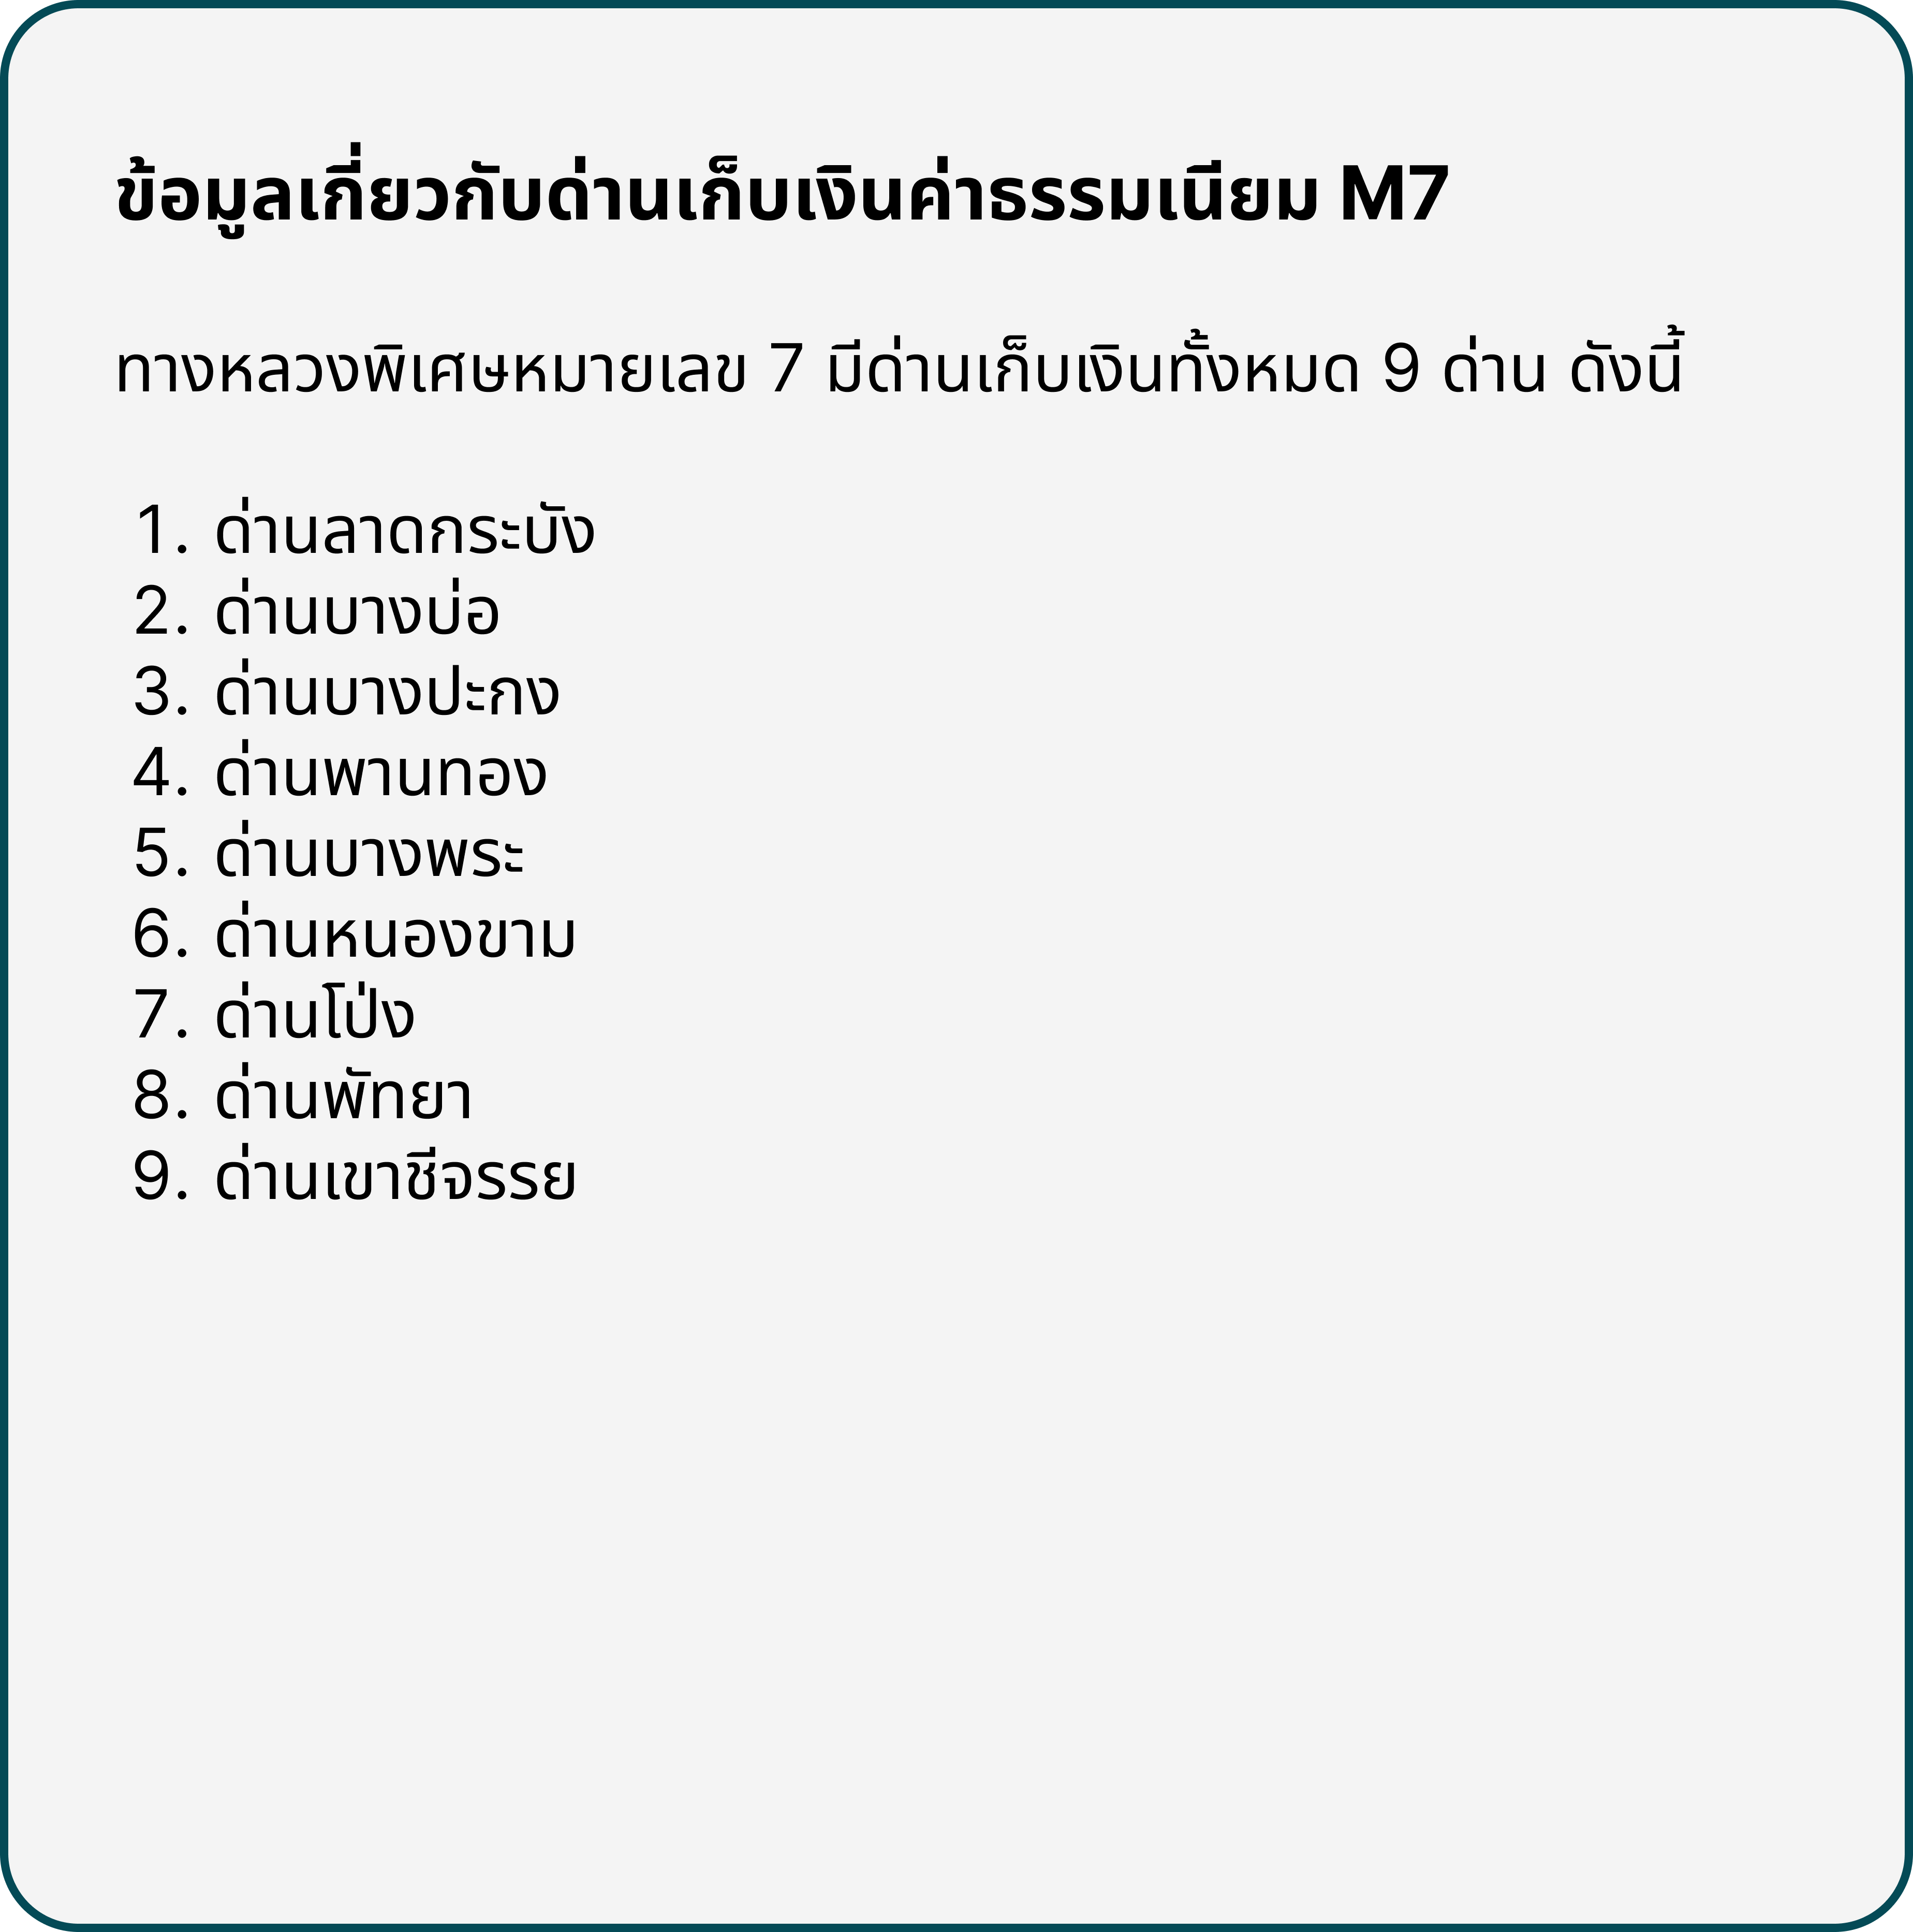 ข้อมูลเกี่ยวกับด่านเก็บเงินค่าธรรมเนียม M7
ทางหลวงพิเศษหมายเลข 7 มีด่านเก็บเงินทั้งหมด 9 ด่าน ดังนี้
1. ด่านลาดกระบัง
2. ด่านบางบ่อ
3. ด่านบางปะกง
4. ด่านพานทอง
5. ด่านบางพระ
6. ด่านหนองขาม
7. ด่านโป่ง
8. ด่านพัทยา
9. ด่านเขาชีจรรย